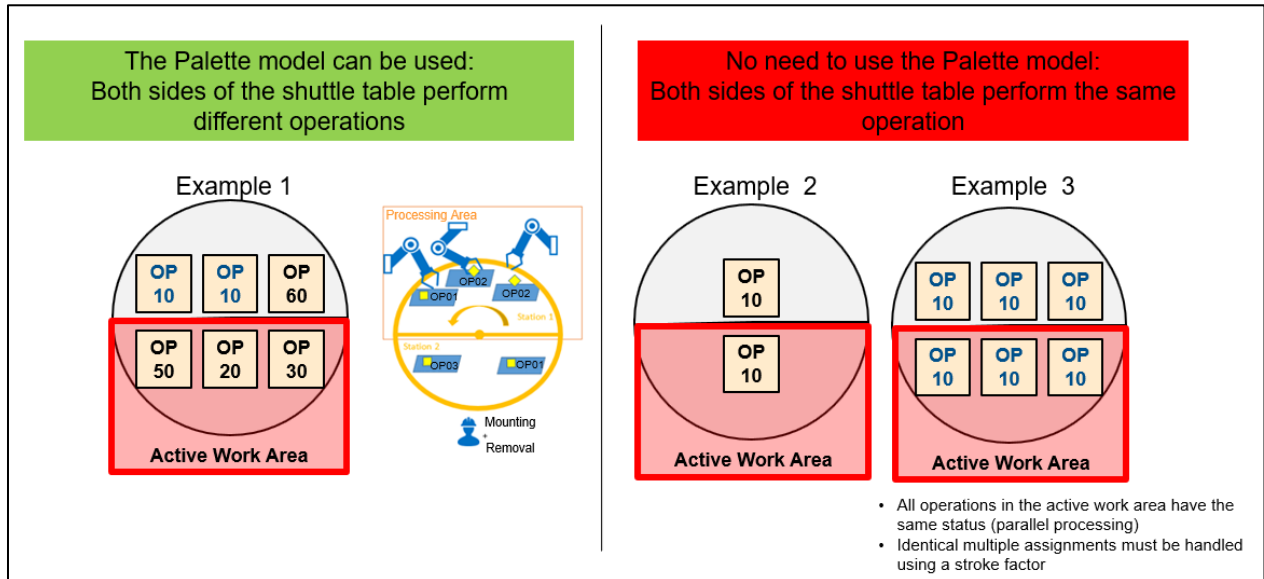 The Palette model can be used:
Both sides of the shuttle table perform
different operations
No need to use the Palette model:
Both sides of the shuttle table perform the same
operation
Example 1
OP
10
OP
10
OP
60
OP
50
OP
20
OP
30
Active Work Area
Processing Area
OP02
OP01
OP02
Station 1
Station 2
OP03
OP01
Mounting
+
Removal
Example 2
OP
10
OP
10
Active Work Area
Example 3
OP
10
OP
10
OP
10
OP
10
OP
10
OP
10
Active Work Area
• All operations in the active work area have the
same status (parallel processing)
• Identical multiple assignments must be handled
using a stroke factor